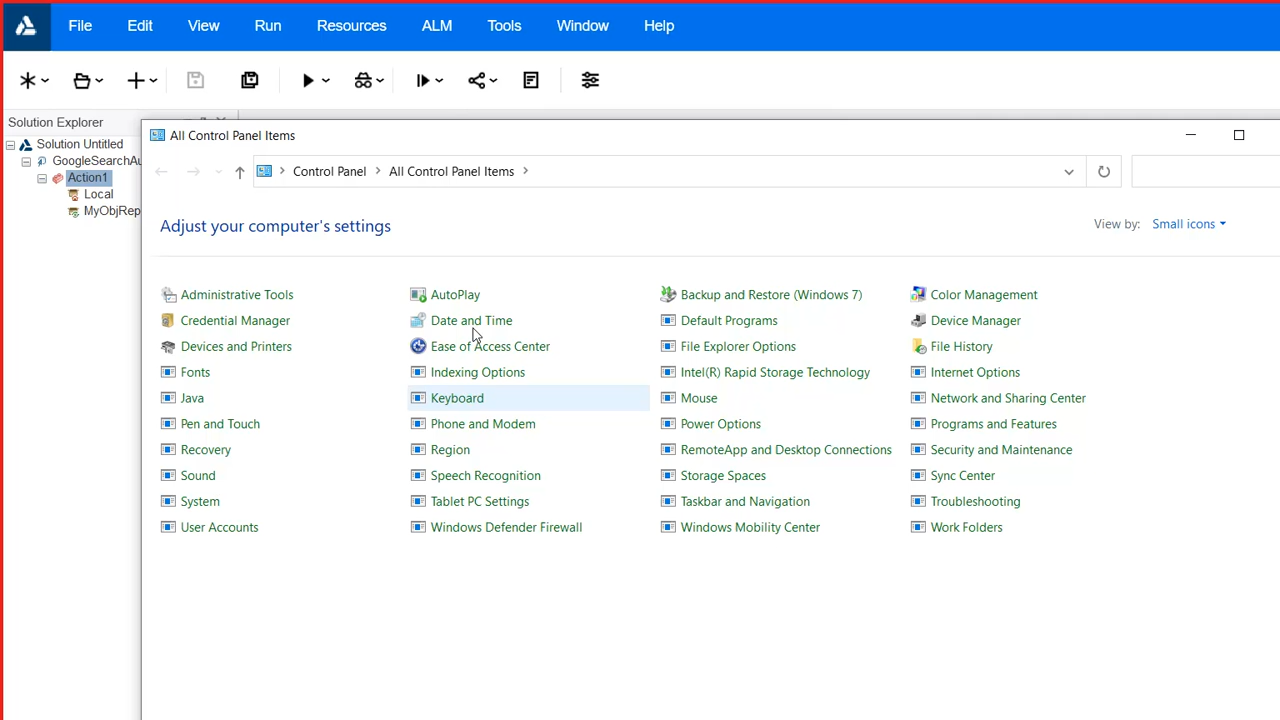 File Edit View Run Resources ALM Tools Window Help
Solution Explorer
Solution Untitled
GoogleSearchAu
Action1
Local
MyObjRep
All Control Panel Items
Control Panel All Control Panel Items
Adjust your computer's settings
View by: Small icons
Administrative Tools AutoPlay Backup and Restore (Windows 7) Color Management
Credential Manager Date and Time Default Programs Device Manager
Devices and Printers Ease of Access Center File Explorer Options File History
Fonts Indexing Options Intel(R) Rapid Storage Technology Internet Options
Java Keyboard Mouse Network and Sharing Center
Pen and Touch Phone and Modem Power Options Programs and Features
Recovery Region RemoteApp and Desktop Connections Security and Maintenance
Sound Speech Recognition Storage Spaces Sync Center
System Tablet PC Settings Taskbar and Navigation Troubleshooting
User Accounts Windows Defender Firewall Windows Mobility Center Work Folders